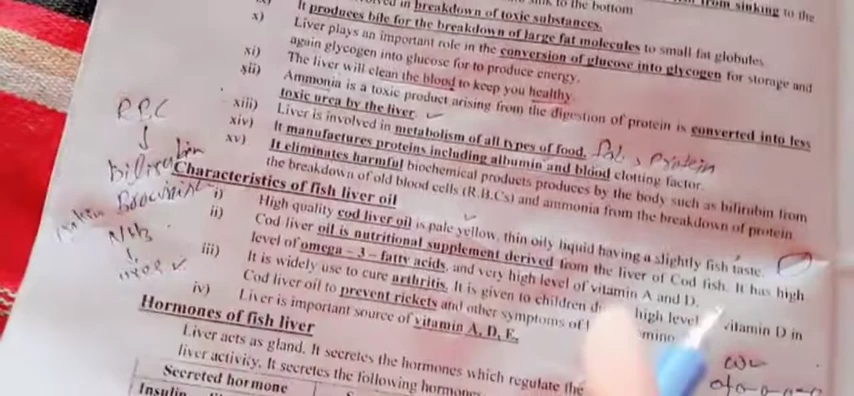 from sinking to the
to the bottom
in breakdown of toxic substances.
It produces bile for the breakdown of large fat molecules to small fat globules
x) Liver plays an important role in the conversion of glucose into glycogen for storage and
again glycogen into glucose for to produce energy.
xi) The liver will clean the blood to keep you healthy.
xii) Ammonia is a toxic product arising from the digestion of protein is converted into less
toxic urea by the liver.
xiii) Liver is involved in metabolism of all types of food. Fat, Protein
xiv) It manufactures proteins including albumin and blood clotting factor.
xv) It eliminates harmful biochemical products produces by the body such as bilirubin from
the breakdown of old blood cells (R.B.Cs) and ammonia from the breakdown of protein
RBC
Bilirubin
NH3
Characteristics of fish liver oil
i) High quality cod liver oil is pale yellow, thin oily liquid having a slightly fish taste.
ii) Cod liver oil is nutritional supplement derived from the liver of Cod fish. It has high
level of omega – 3 – fatty acids, and very high level of vitamin A and D.
iii) It is widely use to cure arthritis. It is given to children high level vitamin D in
Cod liver oil to prevent rickets and other symptoms of
iv) Liver is important source of vitamin A, D, E,
Hormones of fish liver
Liver acts as gland. It secretes the hormones which regulate the
liver activity. It secretes the following hormones
Secreted hormone
Insulin